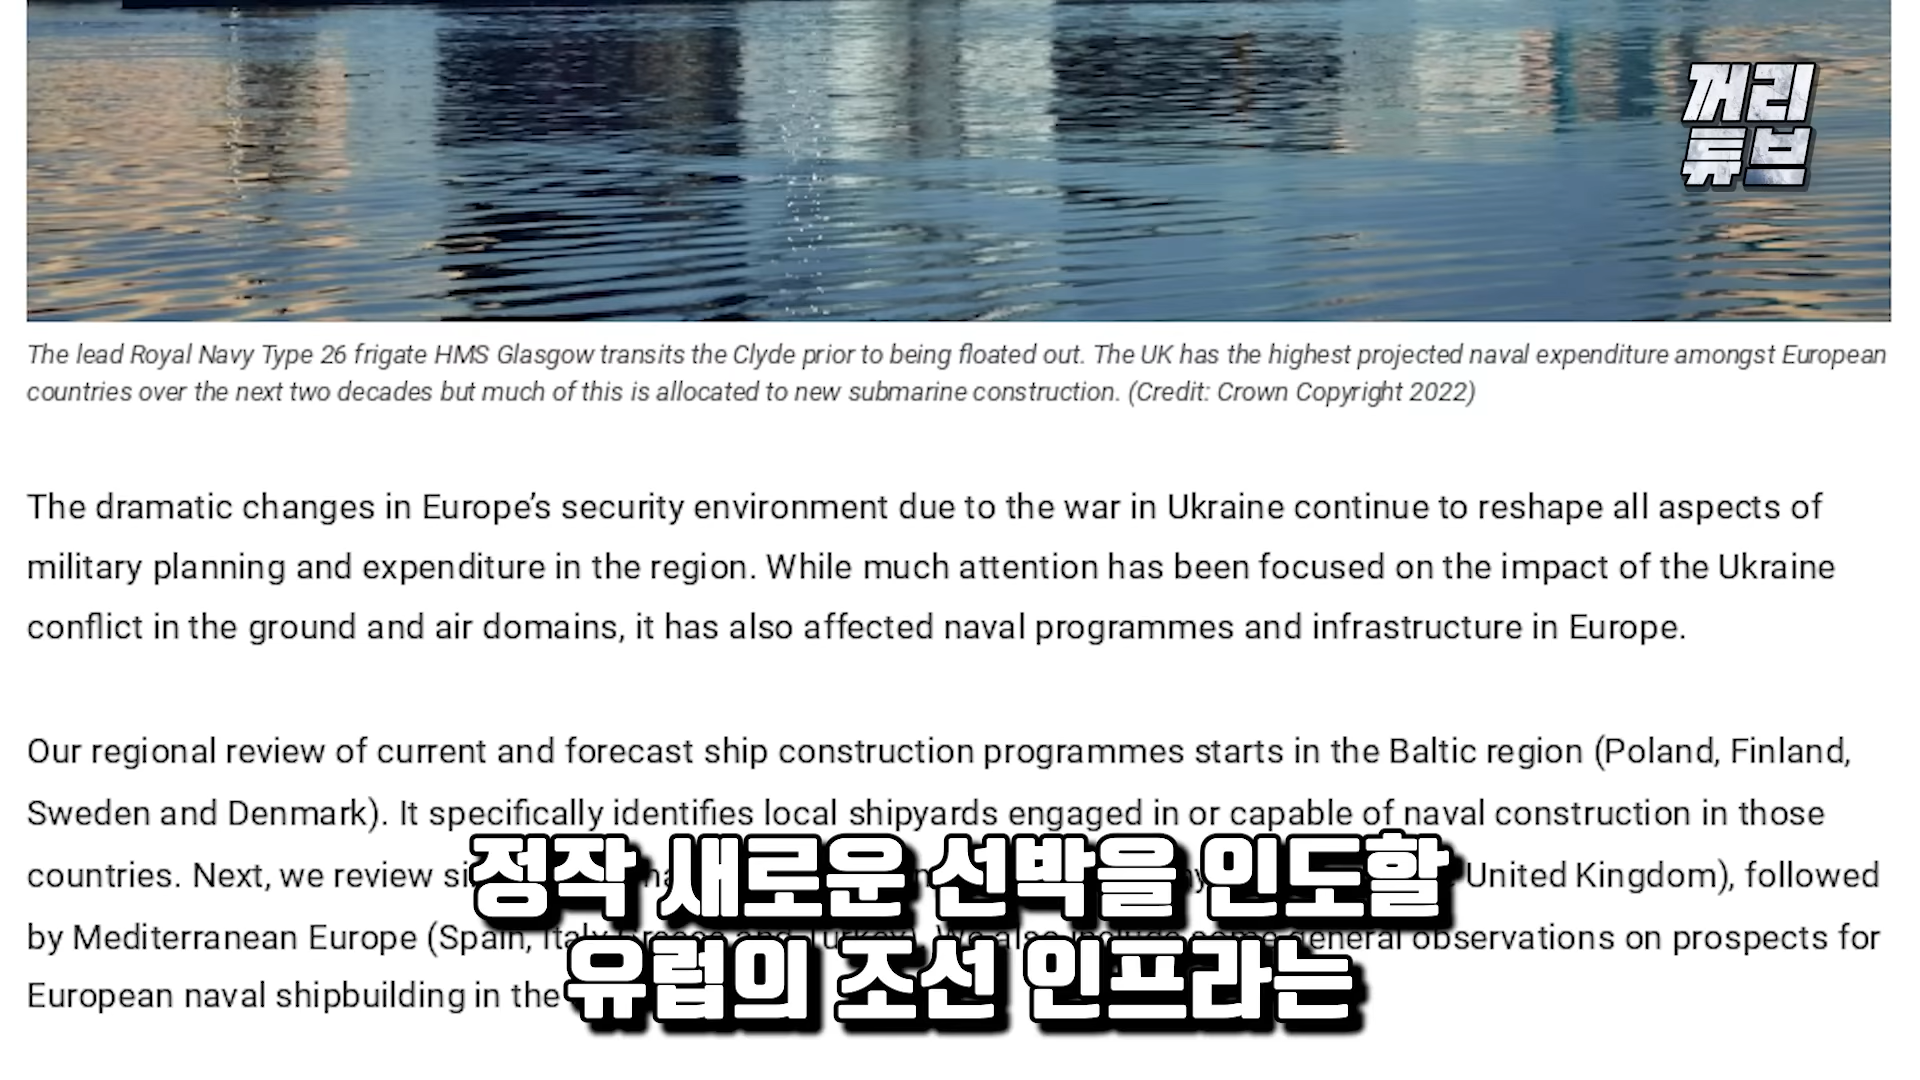 꺼리
튜브
The lead Royal Navy Type 26 frigate HMS Glasgow transits the Clyde prior to being floated out. The UK has the highest projected naval expenditure amongst European
countries over the next two decades but much of this is allocated to new submarine construction. (Credit: Crown Copyright 2022)
The dramatic changes in Europe’s security environment due to the war in Ukraine continue to reshape all aspects of
military planning and expenditure in the region. While much attention has been focused on the impact of the Ukraine
conflict in the ground and air domains, it has also affected naval programmes and infrastructure in Europe.
Our regional review of current and forecast ship construction programmes starts in the Baltic region (Poland, Finland,
Sweden and Denmark). It specifically identifies local shipyards engaged in or capable of naval construction in those
countries. Next, we review United Kingdom), followed
by Mediterranean Europe (Spain, Italy, Greece and Turkey). We also include some general observations on prospects for
European naval shipbuilding in the
정작 새로운 선박을 인도할
유럽의 조선 인프라는